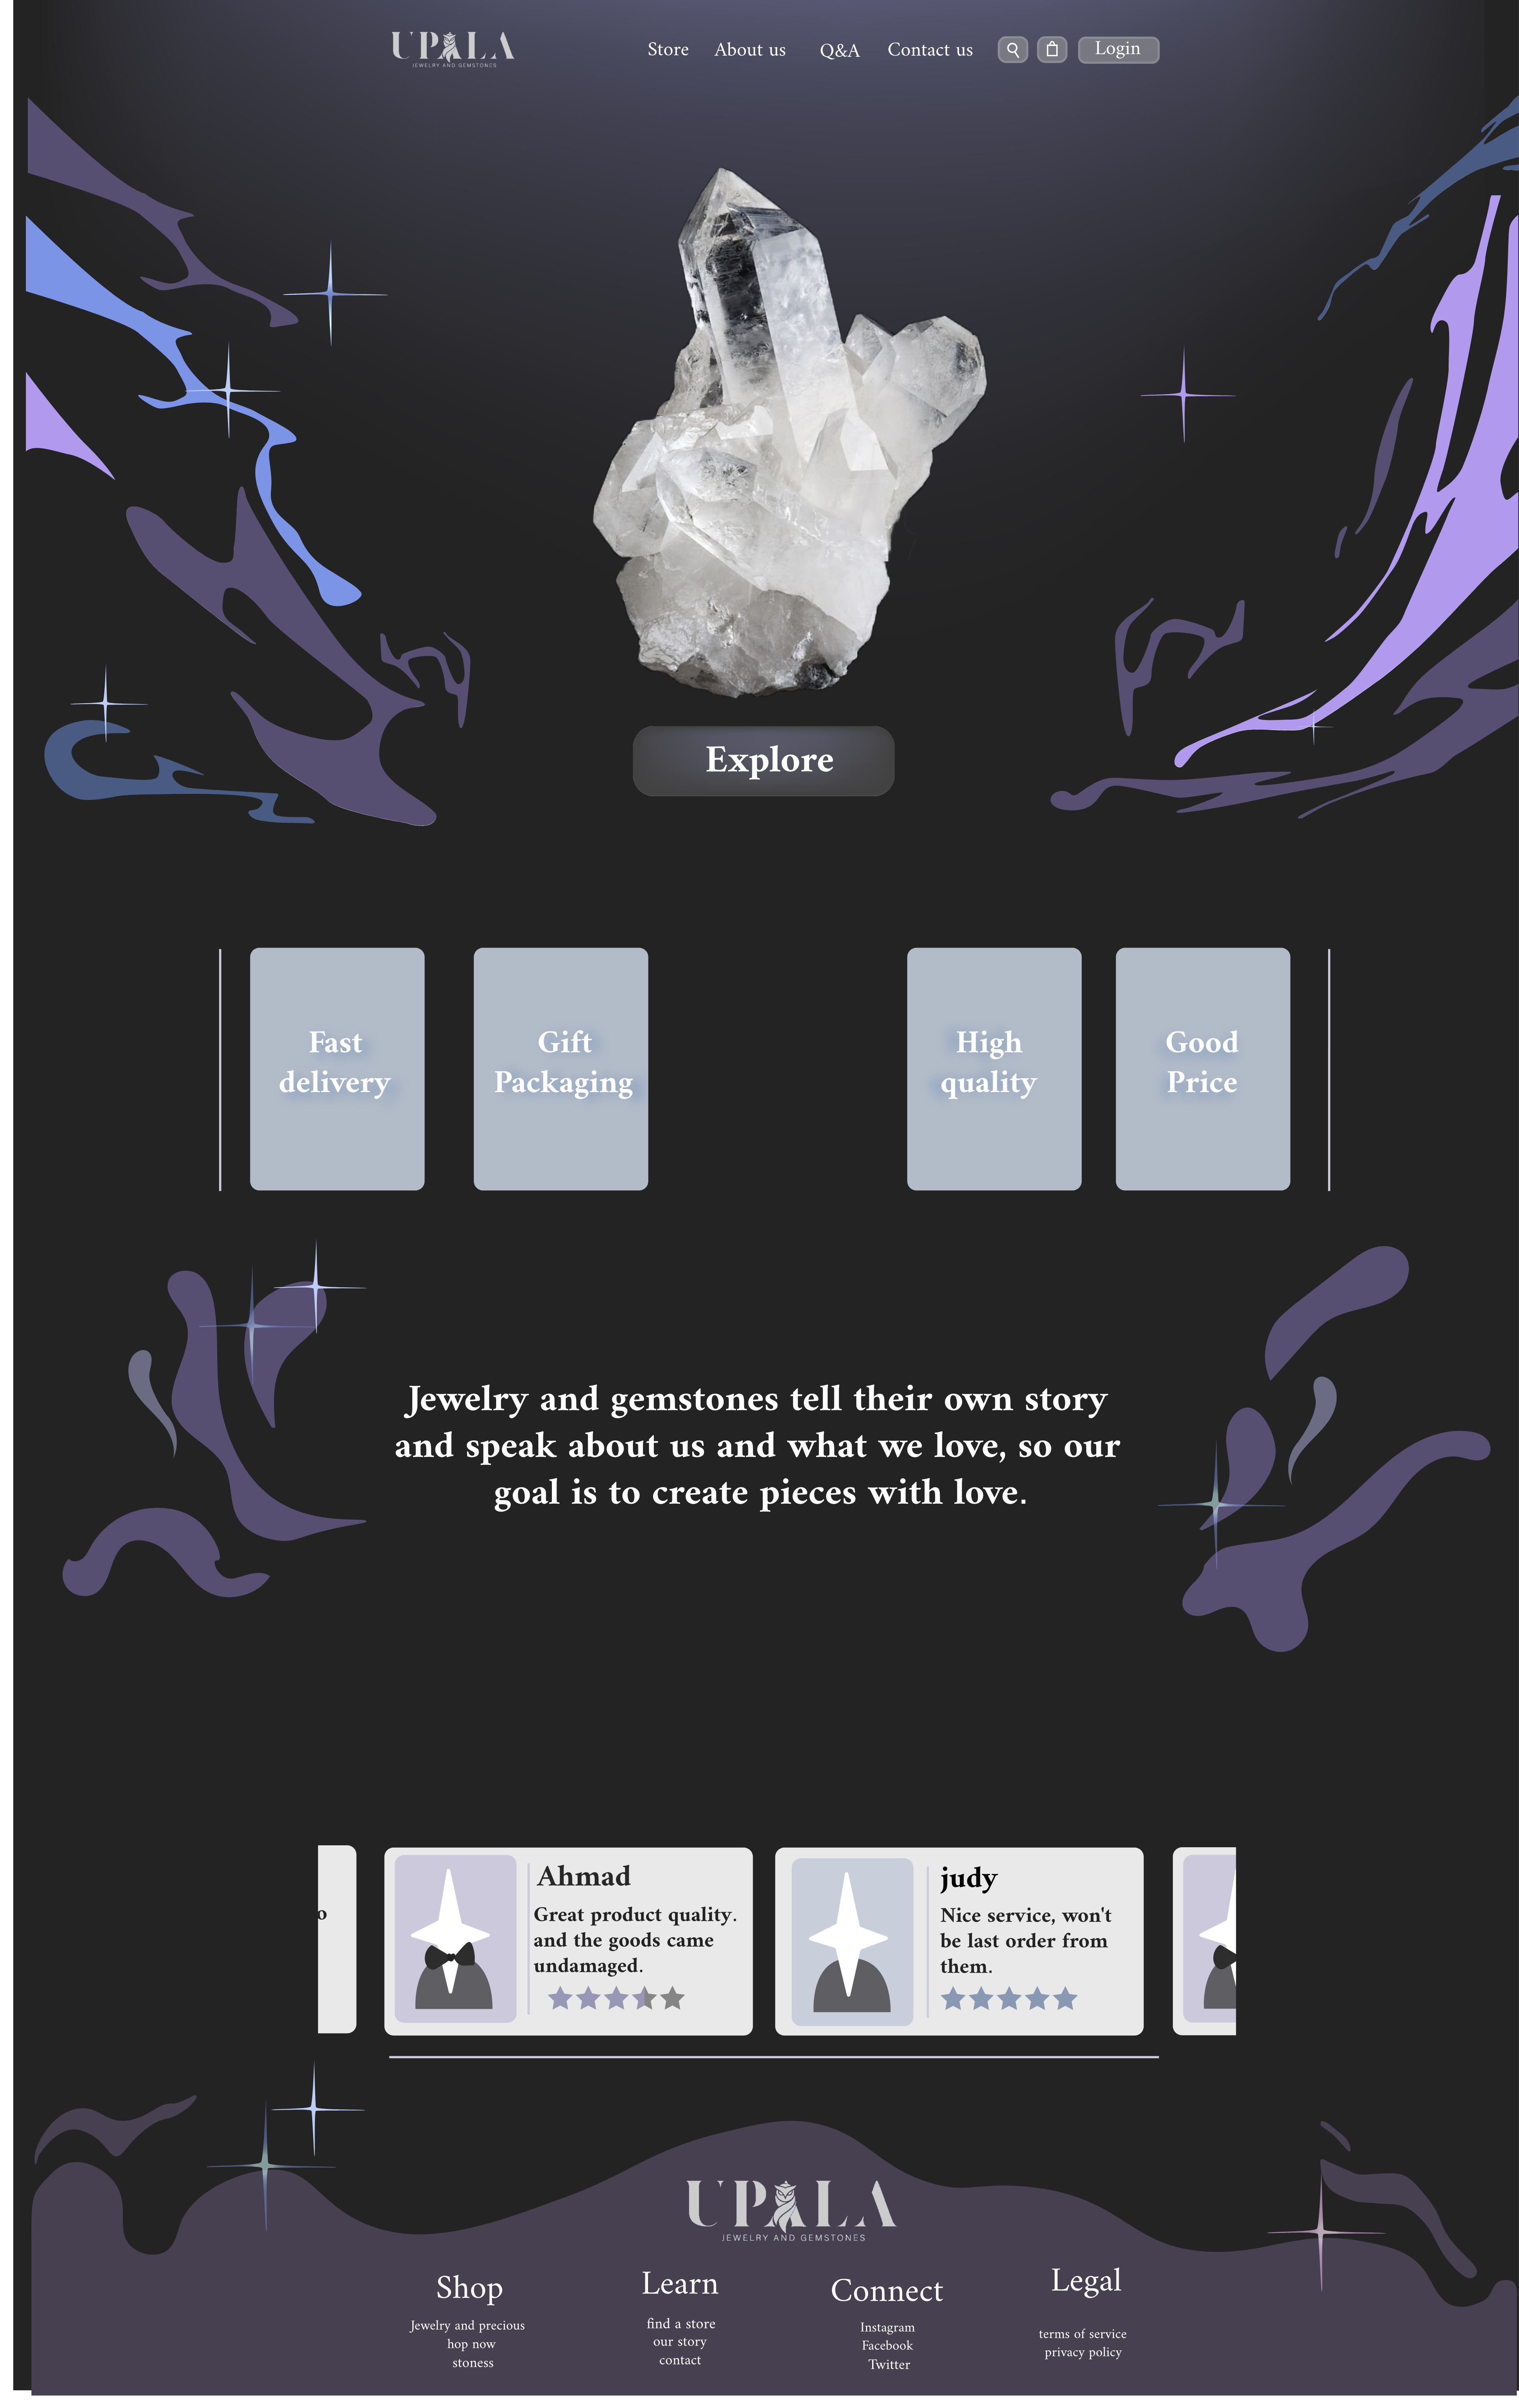 UPALA
JEWELRY AND GEMSTONES
Store About us Q&A Contact us Login
Explore
Fast
delivery
Gift
Packaging
High
quality
Good
Price
Jewelry and gemstones tell their own story
and speak about us and what we love, so our
goal is to create pieces with love.
o
Ahmad
Great product quality.
and the goods came
undamaged.
judy
Nice service, won't
be last order from
them.
UPALA
JEWELRY AND GEMSTONES
Shop
Jewelry and precious
hop now
stoness
Learn
find a store
our story
contact
Connect
Instagram
Facebook
Twitter
Legal
terms of service
privacy policy